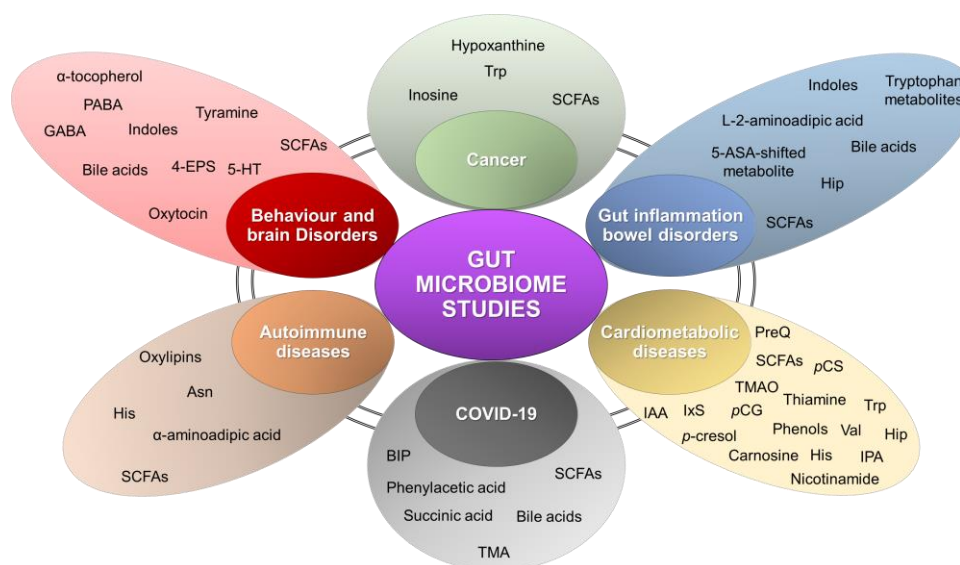 Hypoxanthine
Trp
Inosine
SCFAs
Cancer
α-tocopherol
PABA
Tyramine
GABA
Indoles
SCFAs
Bile acids
4-EPS
5-HT
Oxytocin
Behaviour and
brain Disorders
Indoles
Tryptophan
metabolites
L-2-aminoadipic acid
Bile acids
5-ASA-shifted
metabolite
Hip
SCFAs
Gut inflammation
bowel disorders
GUT
MICROBIOME
STUDIES
Autoimmune
diseases
Oxylipins
Asn
His
α-aminoadipic acid
SCFAs
COVID-19
BIP
SCFAs
Phenylacetic acid
Succinic acid
Bile acids
TMA
Cardiometabolic
diseases
PreQ
SCFAs
pCS
TMAO
Thiamine
IAA
IxS
pCG
Trp
p-cresol
Phenols
Val
Hip
Carnosine
His
IPA
Nicotinamide